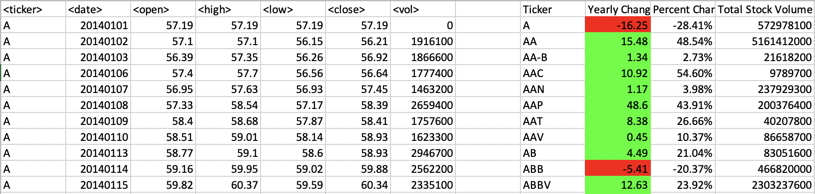 <ticker> <date> <open> <high> <low> <close> <vol> Ticker Yearly Chang Percent Char Total Stock Volume
A 20140101 57.19 57.19 57.19 57.19 0 A -16.25 -28.41% 572978100
A 20140102 57.1 57.1 56.15 56.21 1916100 AA 15.48 48.54% 5161412000
A 20140103 56.39 57.35 56.26 56.92 1866600 AA-B 1.34 2.73% 21618200
A 20140106 57.4 57.7 56.56 56.64 1777400 AAC 10.92 54.60% 9789700
A 20140107 56.95 57.63 56.93 57.45 1463200 AAN 1.17 3.98% 237929300
A 20140108 57.33 58.54 57.17 58.39 2659400 AAP 48.6 43.91% 200376400
A 20140109 58.4 58.68 57.87 58.41 1757600 AAT 8.38 26.66% 40207800
A 20140110 58.51 59.01 58.14 58.93 1623300 AAV 0.45 10.37% 86658700
A 20140113 58.77 59.1 58.6 58.93 2946700 AB 4.49 21.04% 83051600
A 20140114 59.16 59.95 59.02 59.88 2562200 ABB -5.41 -20.37% 466820000
A 20140115 59.82 60.37 59.59 60.34 2335100 ABBV 12.63 23.92% 2303237600